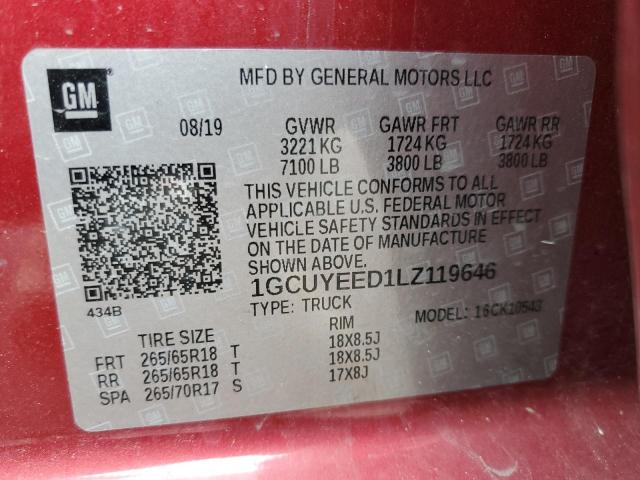 GM
MFD BY GENERAL MOTORS LLC
08/19 GVWR GAWR FRT GAWR RR
3221 KG 1724 KG 1724 KG
7100 LB 3800 LB 3800 LB
THIS VEHICLE CONFORMS TO ALL
APPLICABLE U.S. FEDERAL MOTOR
VEHICLE SAFETY STANDARDS IN EFFECT
ON THE DATE OF MANUFACTURE
SHOWN ABOVE.
1GCUYEED1LZ119646
434B
TYPE: TRUCK MODEL: 16CK10543
TIRE SIZE RIM
FRT 265/65R18 T 18X8.5J
RR 265/65R18 T 18X8.5J
SPA 265/70R17 S 17X8J